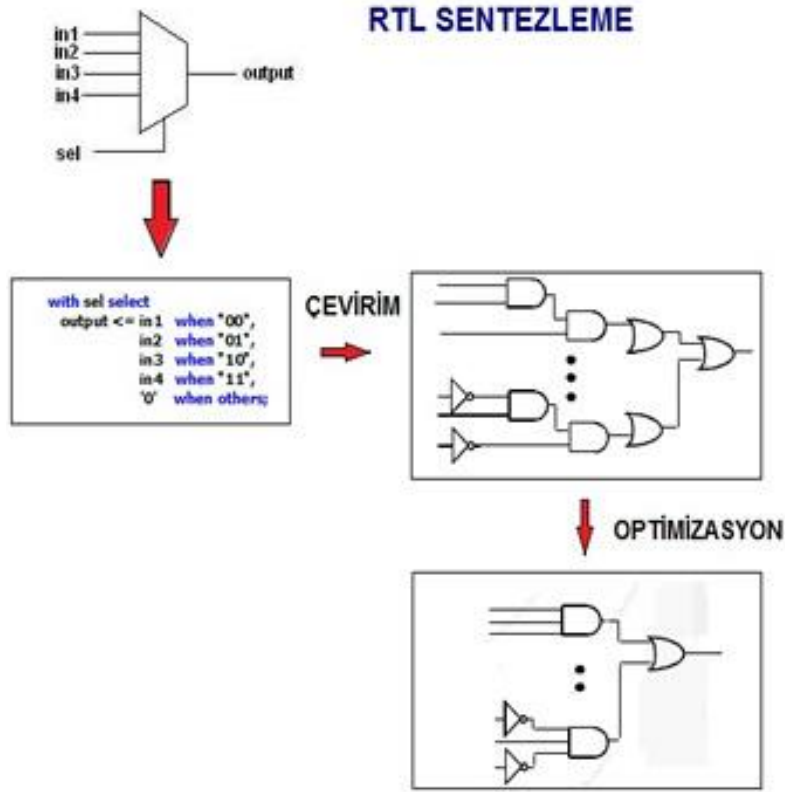 RTL SENTEZLEME
in1
in2
in3
in4
output
sel
with sel select
output <= in1 when "00",
in2 when "01",
in3 when "10",
in4 when "11",
'0' when others;
ÇEVİRİM
OPTİMİZASYON